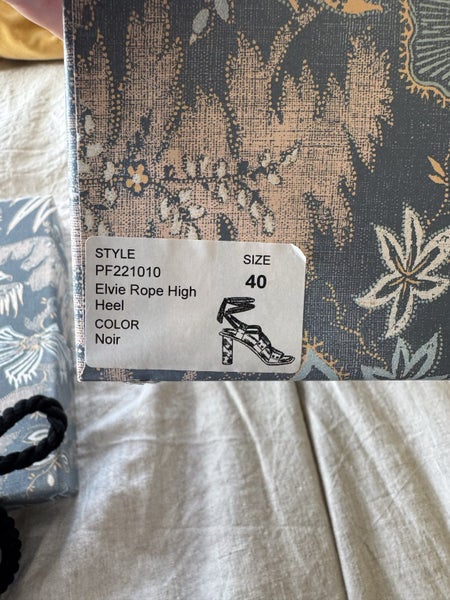 STYLE
PF221010
Elvie Rope High
Heel
COLOR
Noir
SIZE
40